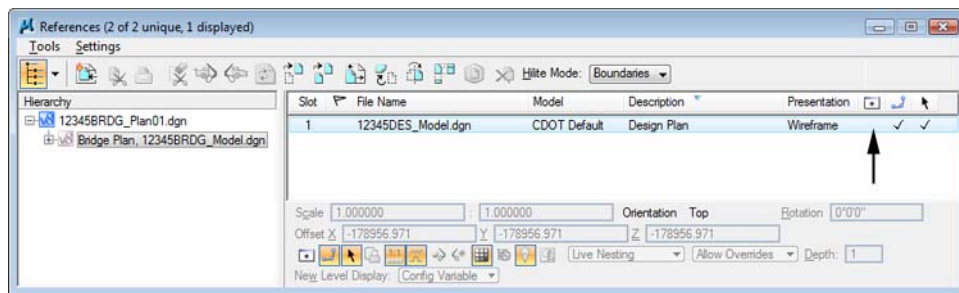 References (2 of 2 unique, 1 displayed)
Tools Settings
Hilite Mode: Boundaries
Hierarchy
12345BRDG_Plan01.dgn
Bridge Plan, 12345BRDG_Model.dgn
Slot File Name Model Description Presentation
1 12345DES_Model.dgn CDOT Default Design Plan Wireframe
Scale 1.000000 : 1.000000 Orientation Top Rotation 0°0'0"
Offset X -178956.971 Y -178956.971 Z -178956.971
Live Nesting Allow Overrides Depth: 1
New Level Display: Config Variable